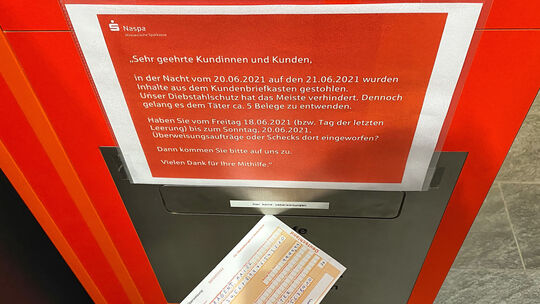 Naspa
Nassauische Sparkasse
„Sehr geehrte Kundinnen und Kunden,
in der Nacht vom 20.06.2021 auf den 21.06.2021 wurden
Inhalte aus dem Kundenbriefkasten gestohlen.
Unser Diebstahlschutz hat das Meiste verhindert. Dennoch
gelang es dem Täter ca. 5 Belege zu entwenden.
Haben Sie vom Freitag 18.06.2021 (bzw. Tag der letzten
Leerung) bis zum Sonntag, 20.06.2021,
Überweisungsaufträge oder Schecks dort eingeworfen?
Dann kommen Sie bitte auf uns zu.
Vielen Dank für Ihre Mithilfe."